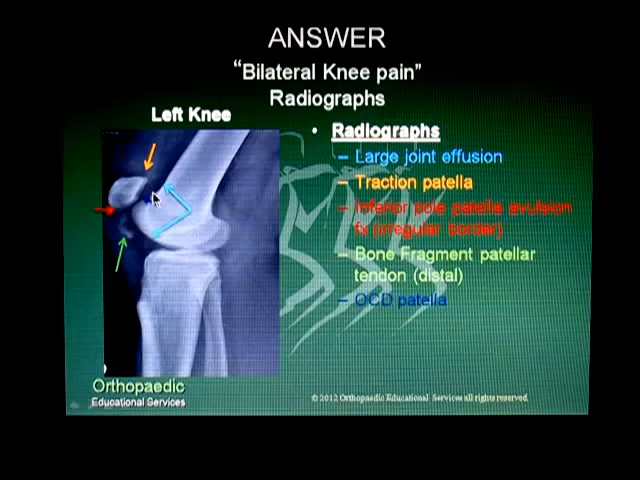 ANSWER
“Bilateral Knee pain”
Radiographs
Left Knee
• Radiographs
– Large joint effusion
– Traction patella
– Inferior pole patella avulsion
fx (irregular border)
– Bone Fragment patellar
tendon (distal)
– OCD patella
Orthopaedic
Educational Services
© 2012 Orthopaedic Educational Services all rights reserved